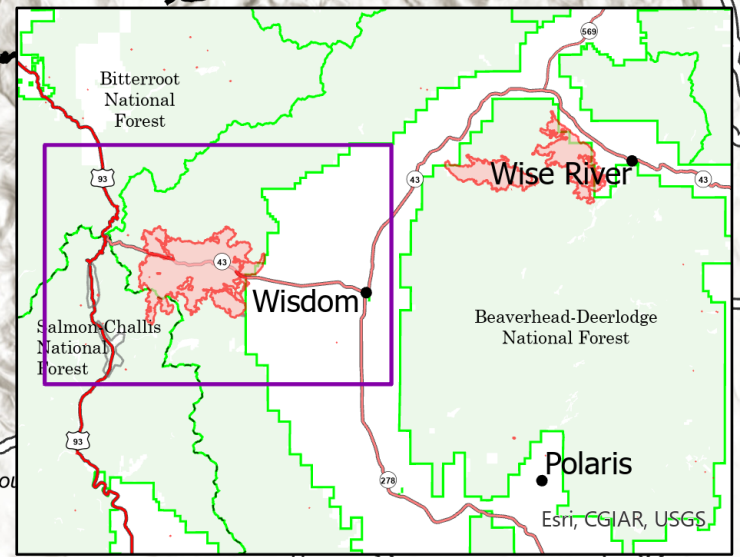 569
Bitterroot
National
Forest
93
43
Wise River
43
43
Wisdom
Salmon-Challis
National
Forest
Beaverhead-Deerlodge
National Forest
93
278
Polaris
Esri, CGIAR, USGS